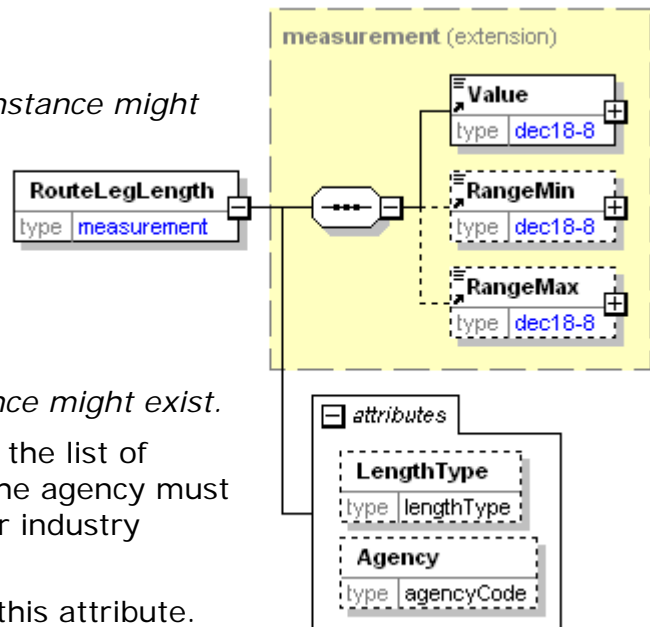 measurement (extension)
nstance might
Value
type dec18-8
RouteLegLength
type measurement
RangeMin
type dec18-8
RangeMax
type dec18-8
nce might exist.
attributes
the list of
LengthType
ne agency must
type lengthType
r industry
Agency
type agencyCode
this attribute.